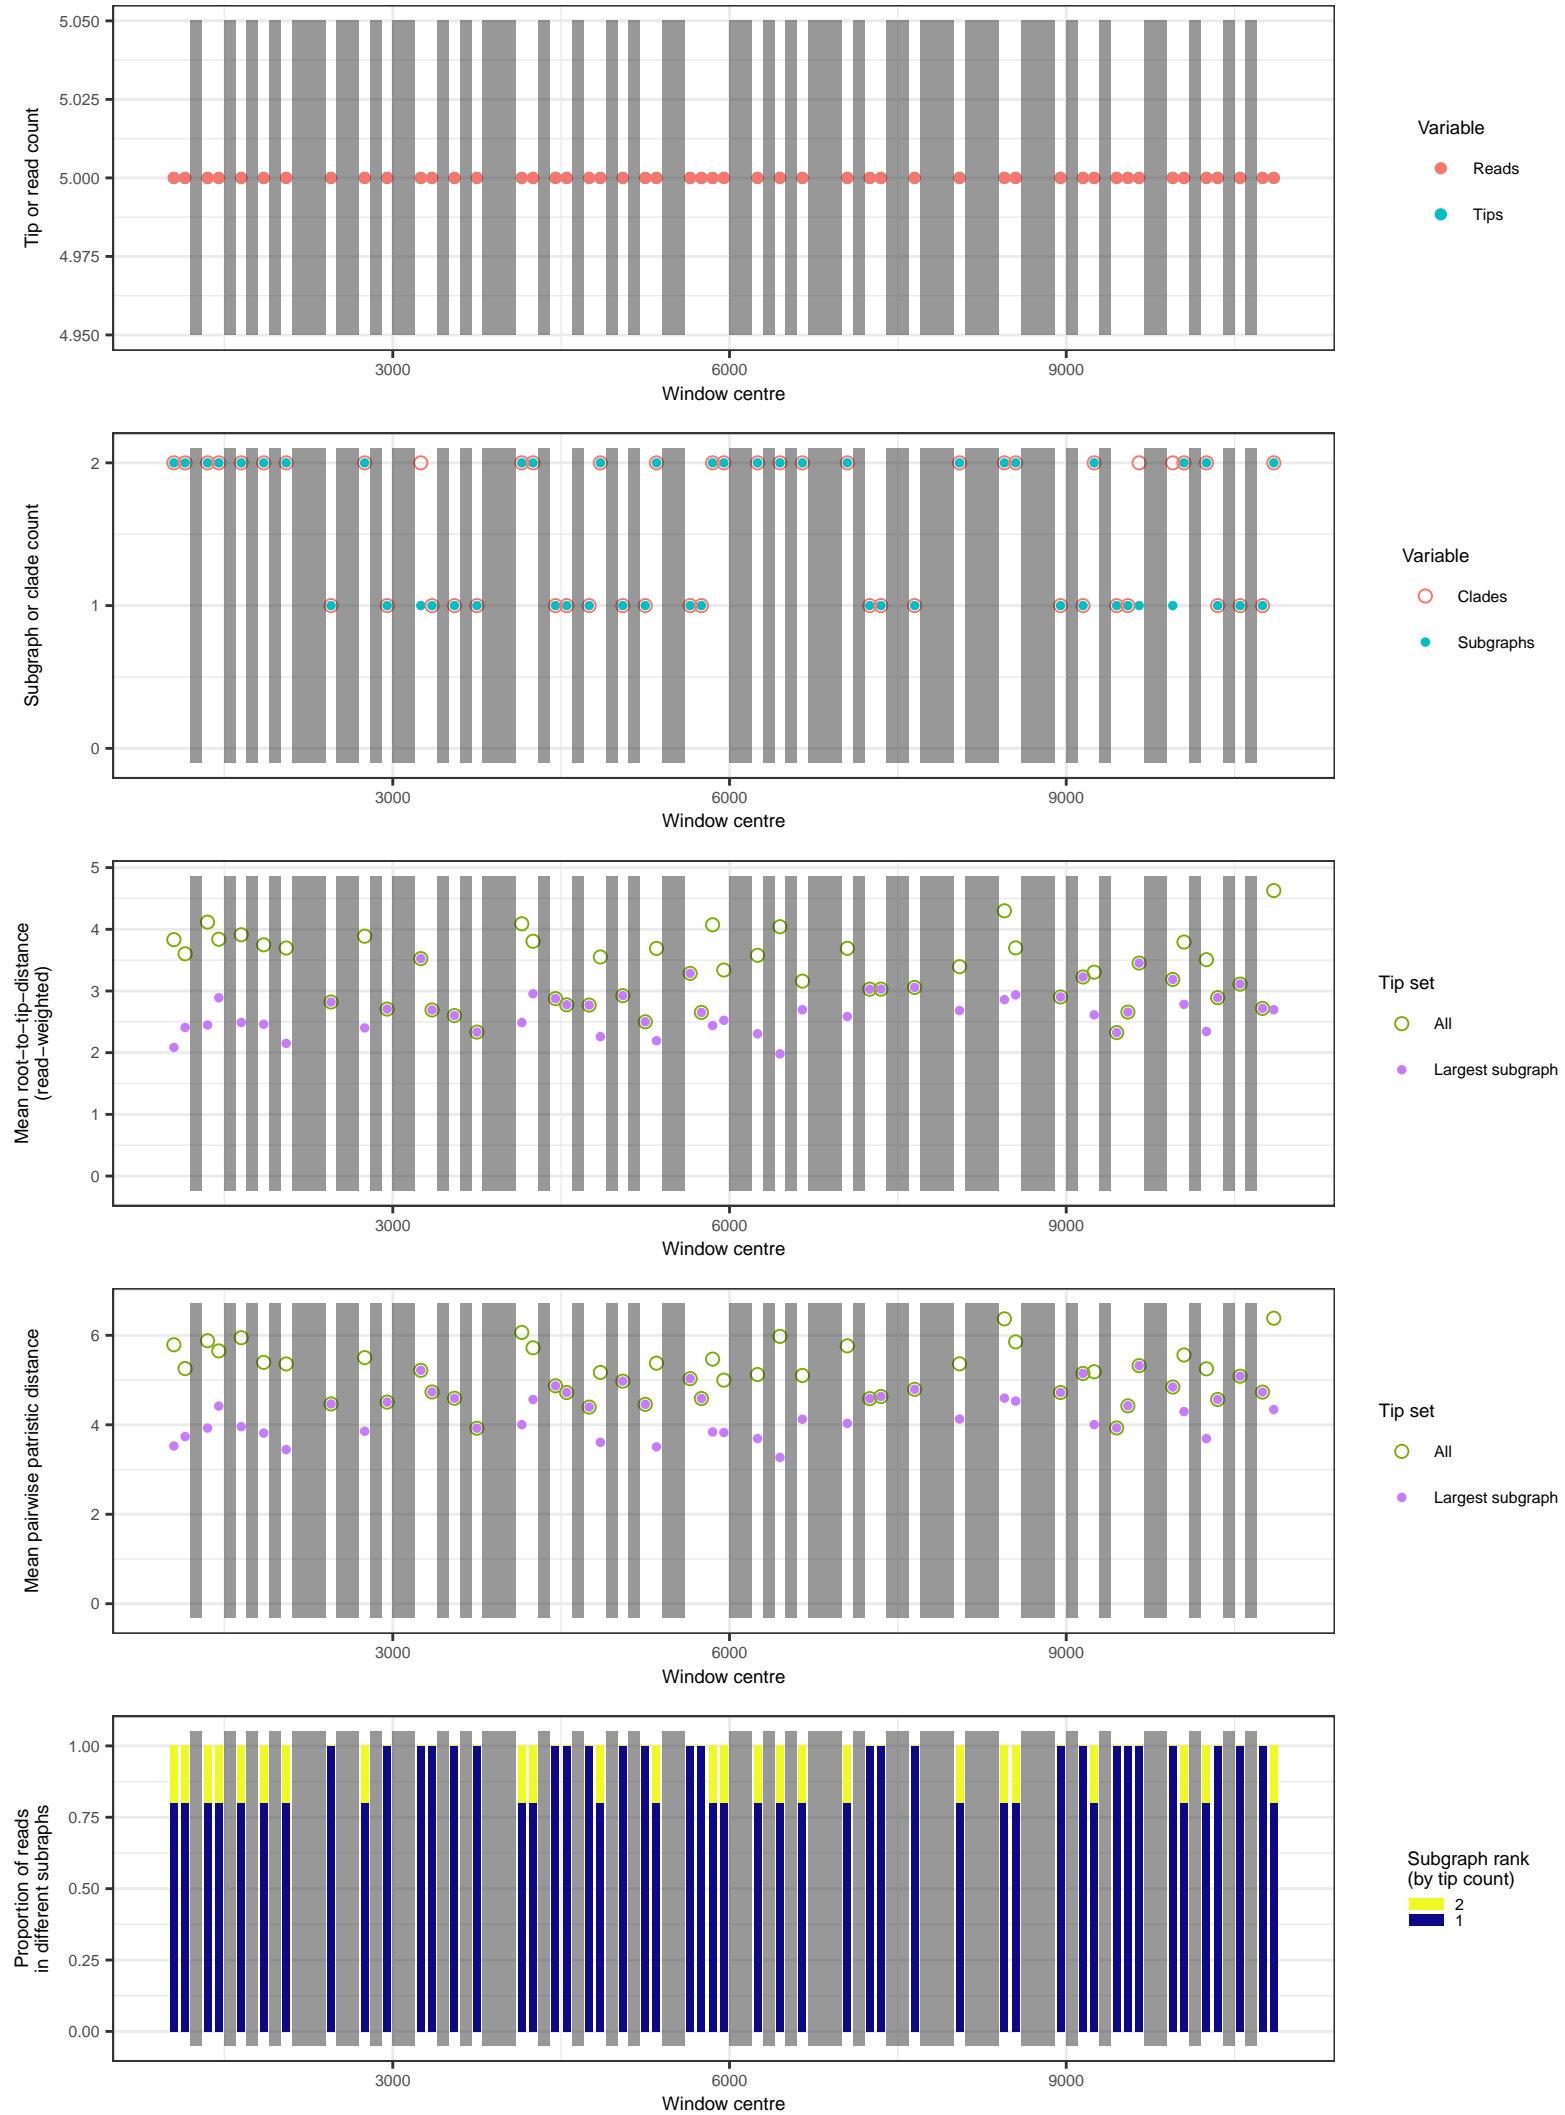 5.050
5.025
5.000
4.975
4.950
Tip or read count
3000
6000
9000
Window centre
Variable
Reads
Tips
2
1
0
Subgraph or clade count
3000
6000
9000
Window centre
Variable
Clades
Subgraphs
5
4
3
2
1
0
Mean root−to−tip−distance
(read−weighted)
3000
6000
9000
Window centre
Tip set
All
Largest subgraph
6
4
2
0
Mean pairwise patristic distance
3000
6000
9000
Window centre
Tip set
All
Largest subgraph
1.00
0.75
0.50
0.25
0.00
Proportion of reads
in different subraphs
3000
6000
9000
Window centre
Subgraph rank
(by tip count)
2
1